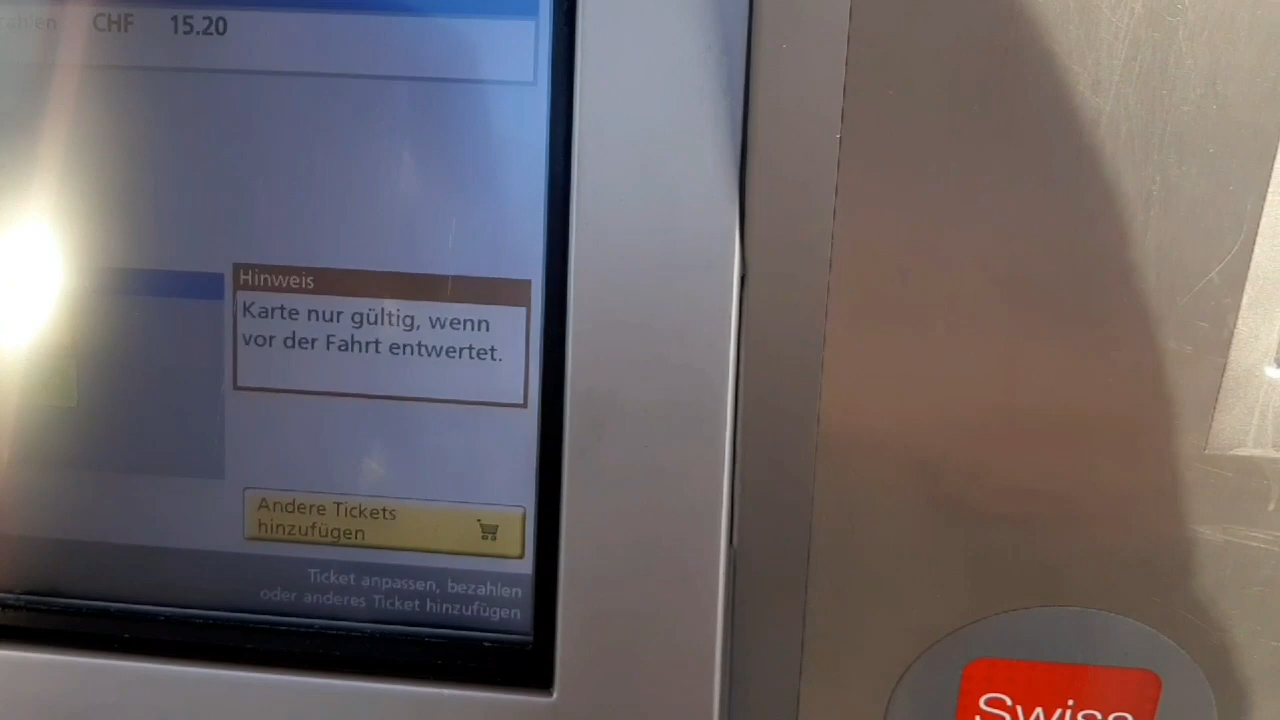 CHF 15.20
Hinweis
Karte nur gültig, wenn
vor der Fahrt entwertet.
Andere Tickets
hinzufügen
Ticket anpassen, bezahlen
oder anderes Ticket hinzufügen
Swiss